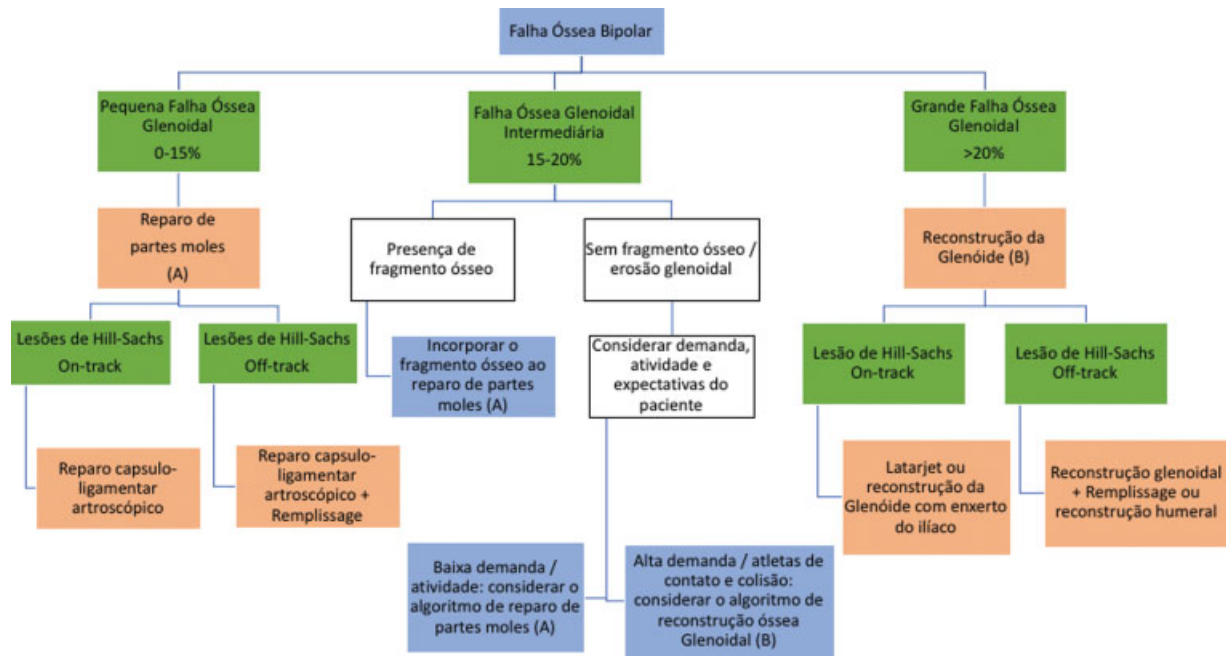 Falha Óssea Bipolar
Pequena Falha Óssea
Glenoidal
0-15%
Falha Óssea Glenoidal
Intermediária
15-20%
Grande Falha Óssea
Glenoidal
>20%
Reparo de
partes moles
(A)
Presença de
fragmento ósseo
Sem fragmento ósseo /
erosão glenoidal
Reconstrução da
Glenóide (B)
Lesões de Hill-Sachs
On-track
Lesões de Hill-Sachs
Off-track
Incorporar o
fragmento ósseo ao
reparo de partes
moles (A)
Considerar demanda,
atividade e
expectativas do
paciente
Lesão de Hill-Sachs
On-track
Lesão de Hill-Sachs
Off-track
Reparo capsulo-
ligamentar
artroscópico
Reparo capsulo-
ligamentar
artroscópico +
Remplissage
Latarjet ou
reconstrução da
Glenóide com enxerto
do ilíaco
Reconstrução glenoidal
+ Remplissage ou
reconstrução humeral
Baixa demanda /
atividade: considerar o
algoritmo de reparo de
partes moles (A)
Alta demanda / atletas de
contato e colisão:
considerar o algoritmo de
reconstrução óssea
Glenoidal (B)